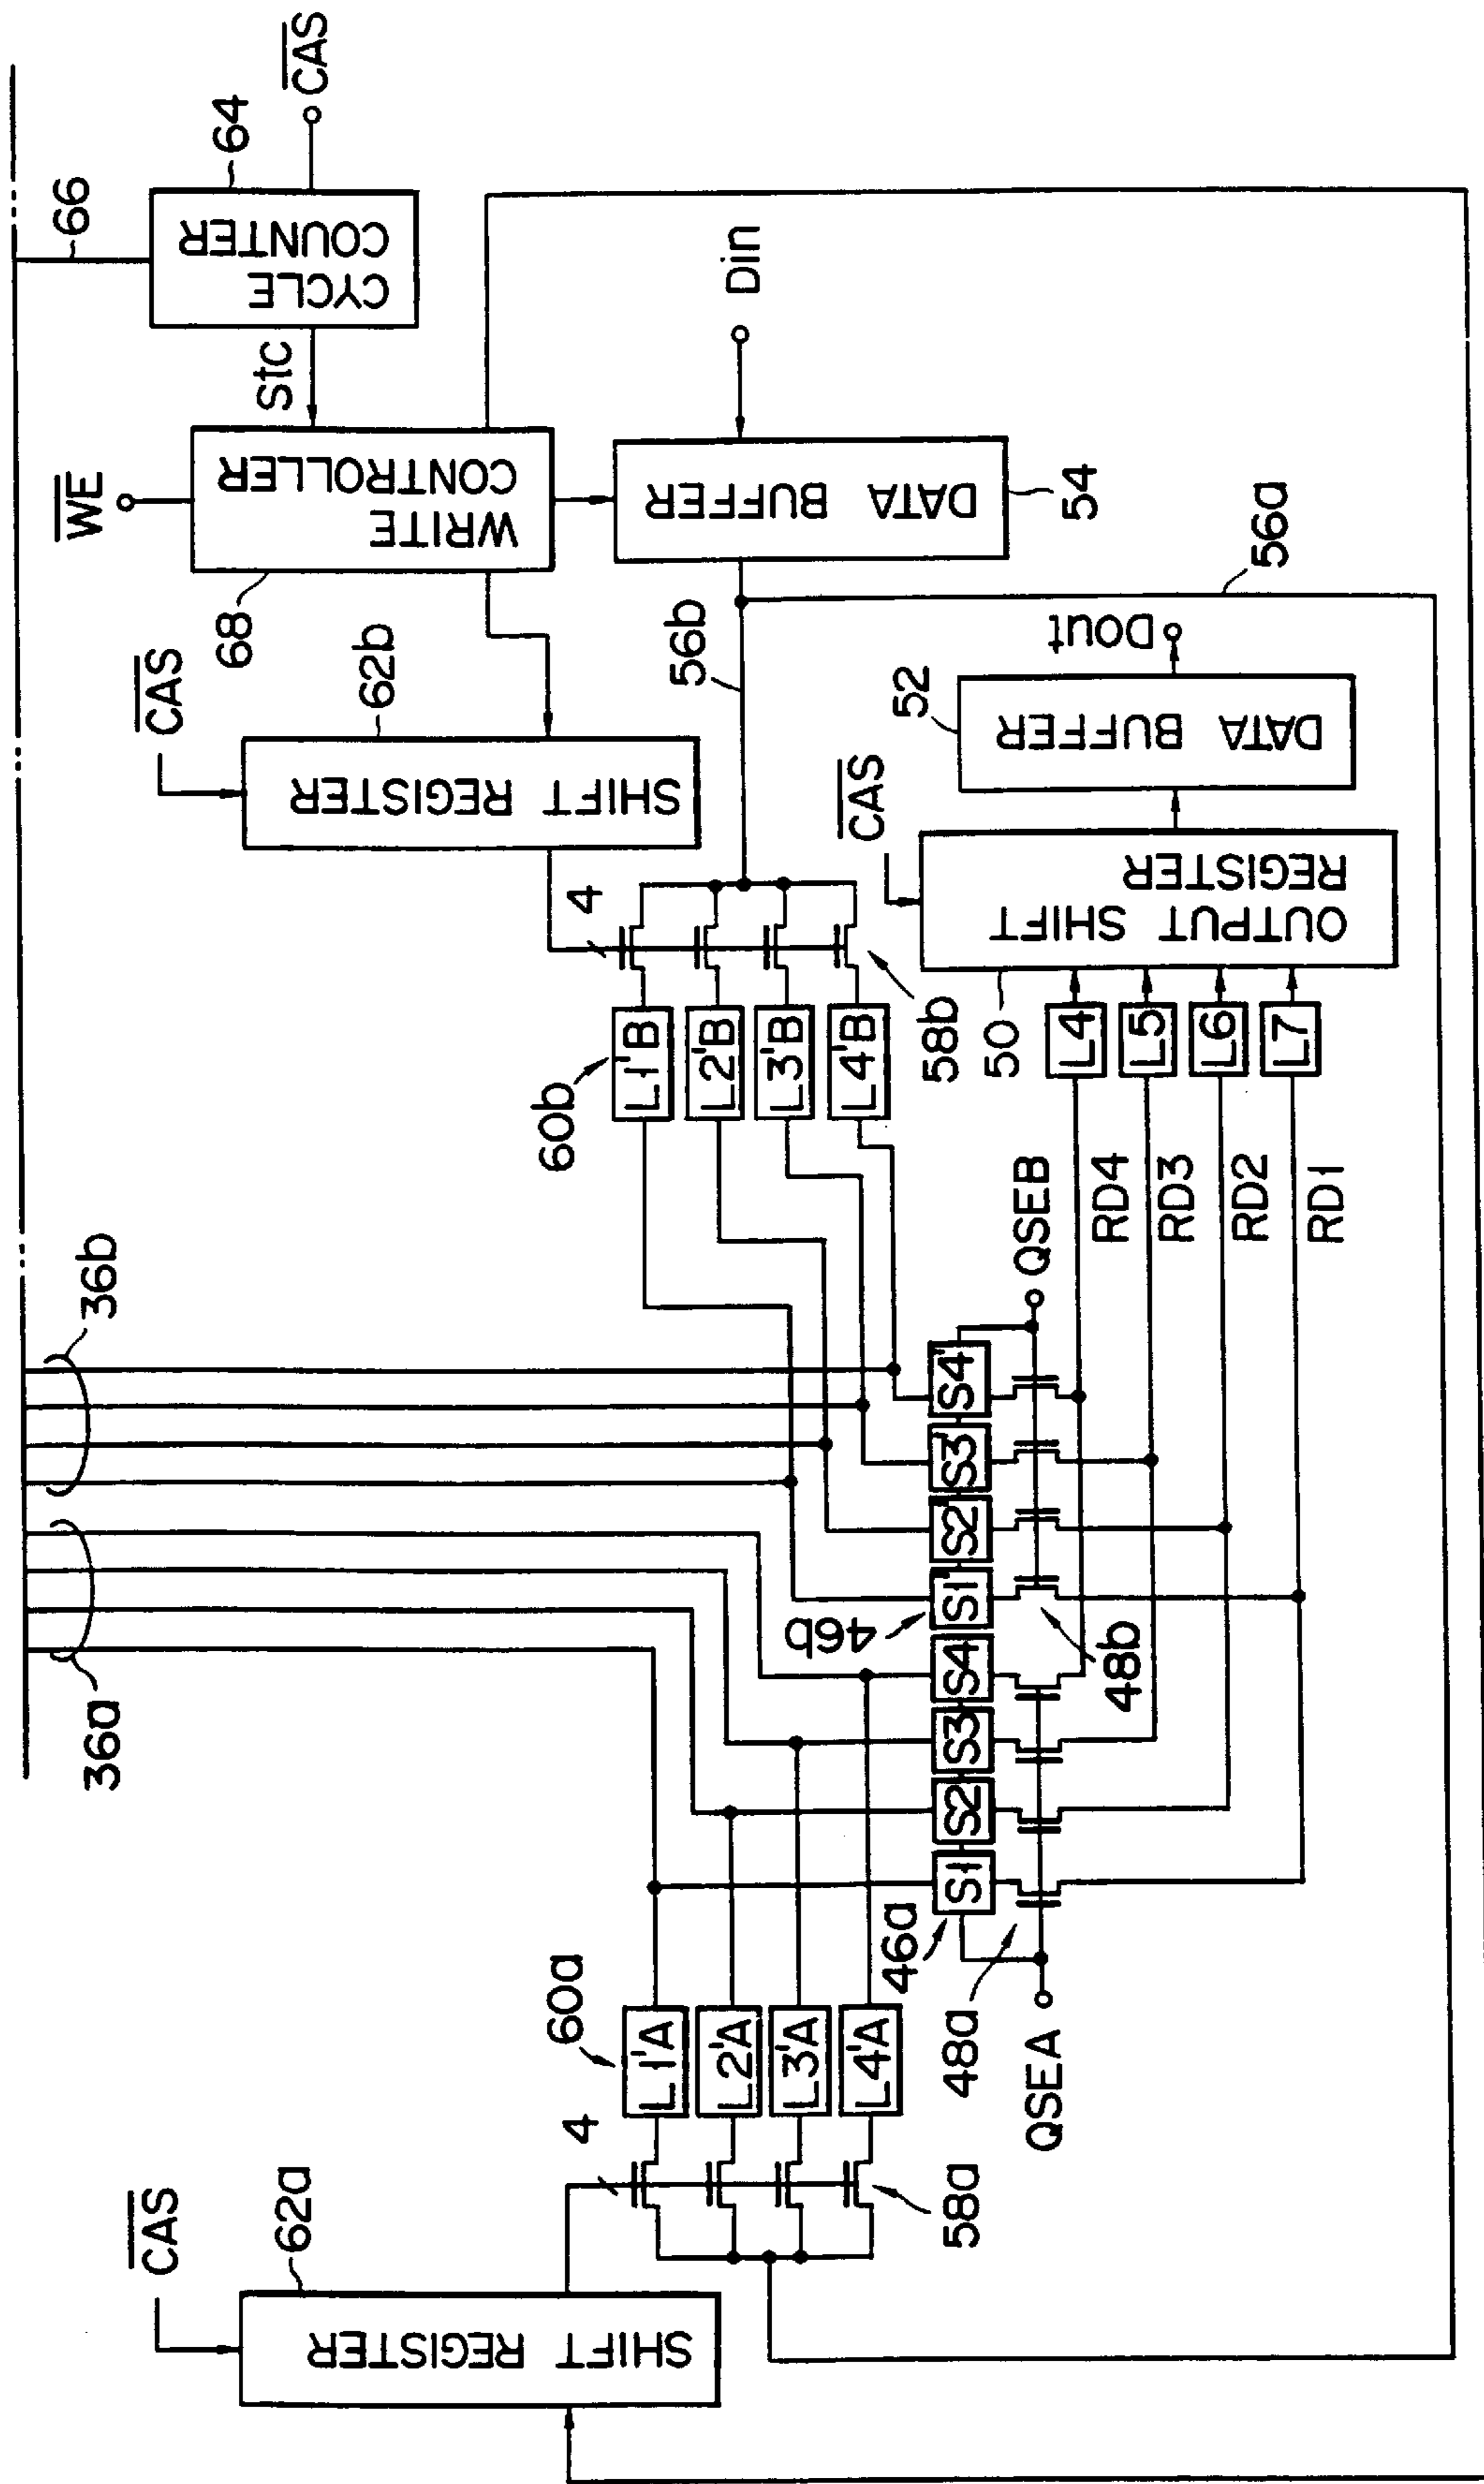 36a
36b
66
CYCLE
COUNTER
64
CAS
stc
WE
WRITE
CONTROLLER
68
Din
DATA BUFFER
54
56a
56b
CAS
SHIFT REGISTER
62b
CAS
SHIFT REGISTER
62a
4
58a
60a
L1'A
L2'A
L3'A
L4'A
4
58b
60b
L1'B
L2'B
L3'B
L4'B
46a
S1
S2
S3
S4
46b
S1'
S2'
S3'
S4'
48a
48b
QSEA
QSEB
RD4
RD3
RD2
RD1
L4
L5
L6
L7
50
CAS
OUTPUT SHIFT
REGISTER
52
DATA BUFFER
Dout